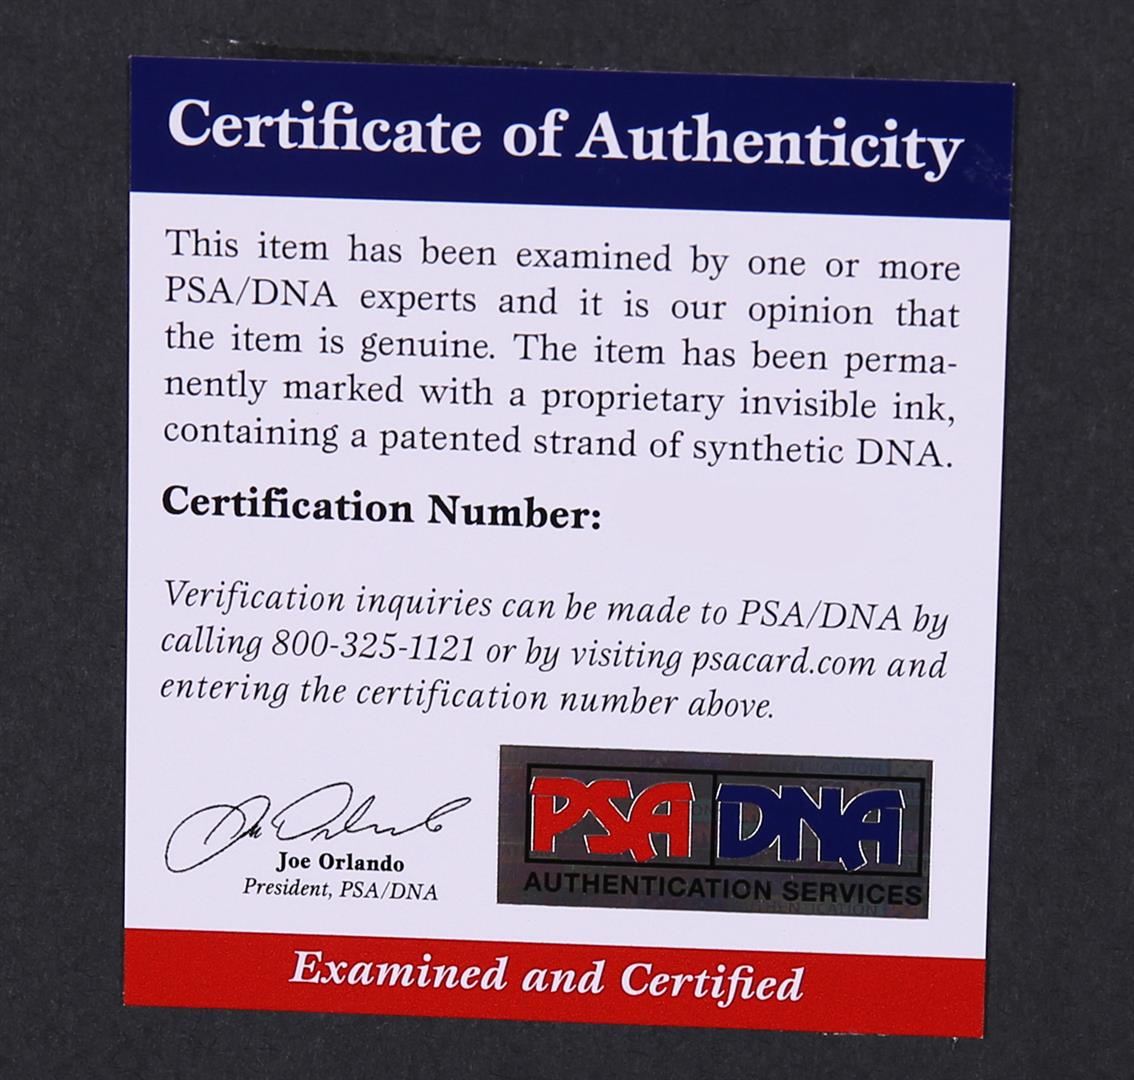 Certificate of Authenticity
This item has been examined by one or more
PSA/DNA experts and it is our opinion that
the item is genuine. The item has been perma-
nently marked with a proprietary invisible ink,
containing a patented strand of synthetic DNA.
Certification Number:
Verification inquiries can be made to PSA/DNA by
calling 800-325-1121 or by visiting psacard.com and
entering the certification number above.
Joe Orlando
President, PSA/DNA
PSA DNA
AUTHENTICATION SERVICES
Examined and Certified